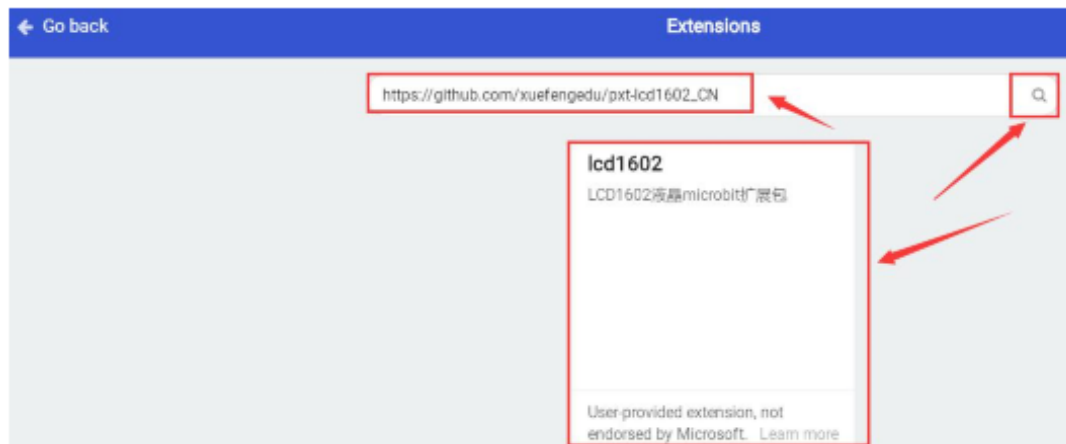 Go back
Extensions
https://github.com/xuefengedu/pxt-lcd1602_CN
lcd1602
LCD1602液晶microbit扩展包
User-provided extension, not
endorsed by Microsoft. Learn more